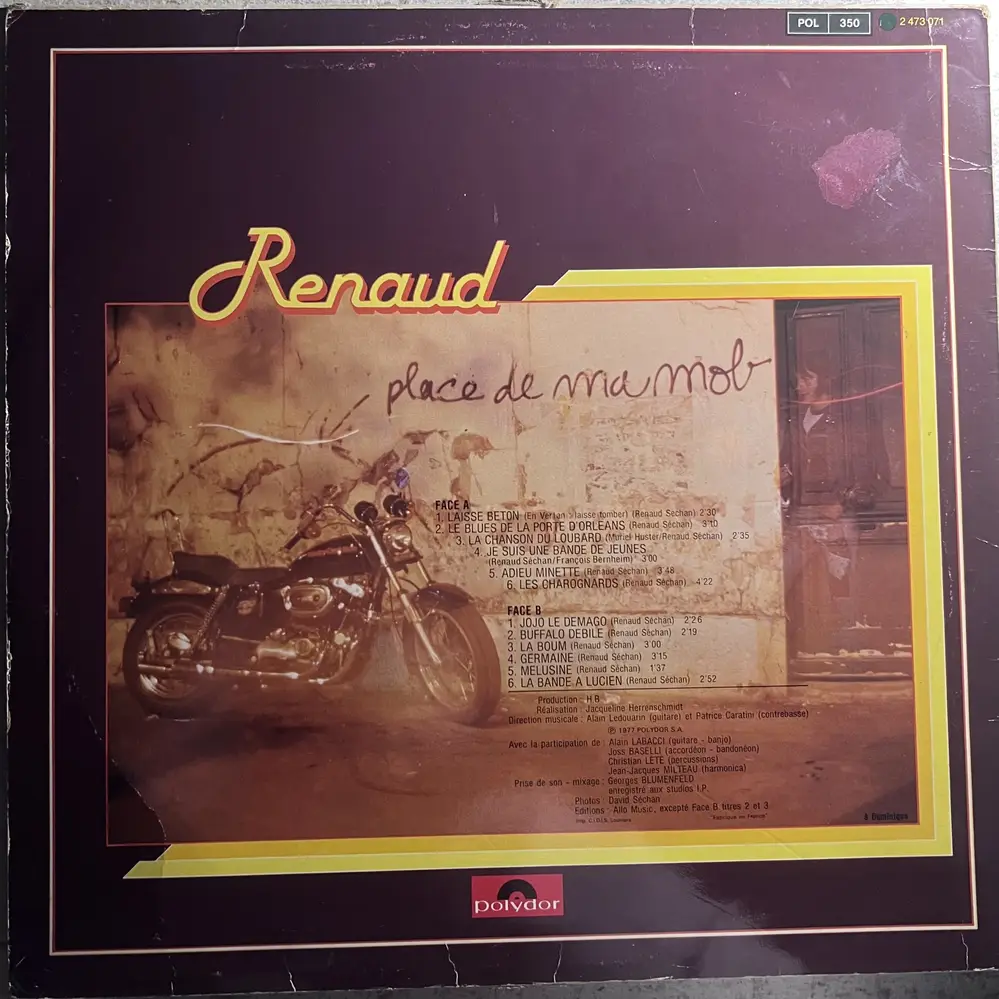 POL 350 2 473 071
Renaud
place de ma mob
FACE A
1. LAISSE BETON (En Verlan : laisse tomber) (Renaud Séchan) 2'30
2. LE BLUES DE LA PORTE D'ORLEANS (Renaud Séchan) 3'10
3. LA CHANSON DU LOUBARD (Muriel Huster/Renaud Séchan) 2'35
4. JE SUIS UNE BANDE DE JEUNES
(Renaud Séchan/François Bernheim) 3'00
5. ADIEU MINETTE (Renaud Séchan) 3'48
6. LES CHAROGNARDS (Renaud Séchan) 4'22
FACE B
1. JOJO LE DEMAGO (Renaud Séchan) 2'26
2. BUFFALO DEBILE (Renaud Séchan) 2'19
3. LA BOUM (Renaud Séchan) 3'00
4. GERMAINE (Renaud Séchan) 3'15
5. MELUSINE (Renaud Séchan) 1'37
6. LA BANDE A LUCIEN (Renaud Séchan) 2'52
Production : H B
Réalisation : Jacqueline Herrenschmidt
Direction musicale : Alain Ledouarin (guitare) et Patrice Caratini (contrebasse)
℗ 1977 POLYDOR S.A.
Avec la participation de : Alain LABACCI (guitare - banjo)
Joss BASELLI (accordéon - bandonéon)
Christian LETE (percussions)
Jean-Jacques MILTEAU (harmonica)
Prise de son - mixage : Georges BLUMENFELD
enregistré aux studios I.P.
Photos : David Séchan
Editions : Allo Music, excepté Face B titres 2 et 3
Imp. C.I.D.I.S. Louviers "Fabriqué en France"
à Dominique
polydor